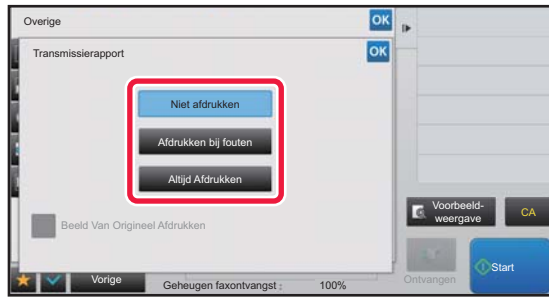 Overige
OK
Transmissierapport
OK
Niet afdrukken
Afdrukken bij fouten
Altijd Afdrukken
Beeld Van Origineel Afdrukken
Voorbeeld-
weergave
CA
Vorige
Geheugen faxontvangst : 100%
Ontvangen
Start